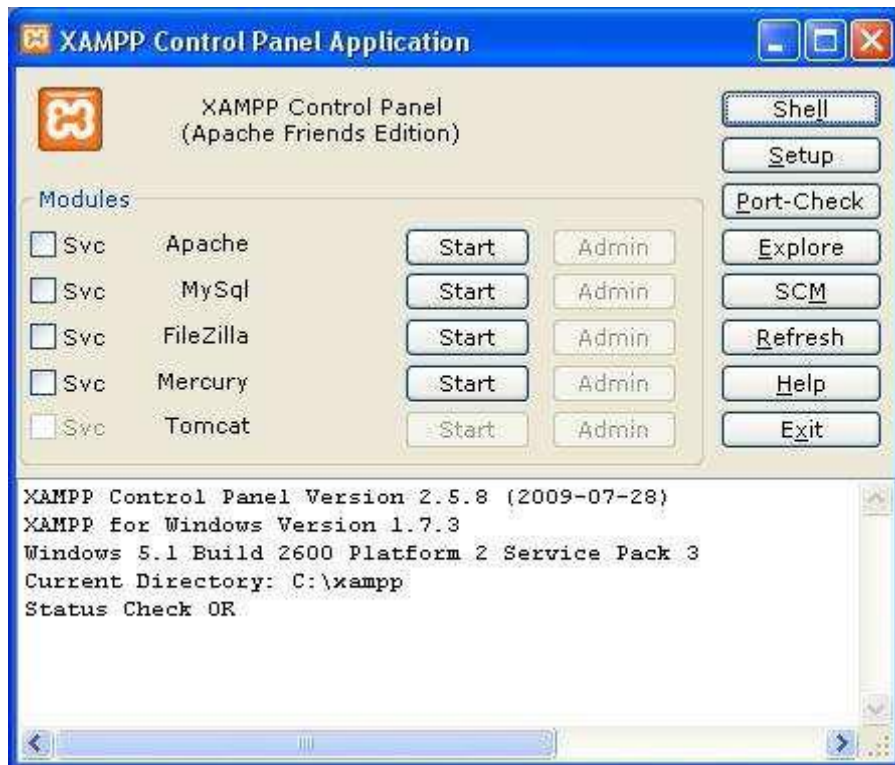 XAMPP Control Panel Application
XAMPP Control Panel
(Apache Friends Edition)
Shell
Setup
Port-Check
Explore
SCM
Refresh
Help
Exit
Modules
Svc Apache Start Admin
Svc MySql Start Admin
Svc FileZilla Start Admin
Svc Mercury Start Admin
Svc Tomcat Start Admin
XAMPP Control Panel Version 2.5.8 (2009-07-28)
XAMPP for Windows Version 1.7.3
Windows 5.1 Build 2600 Platform 2 Service Pack 3
Current Directory: C:\xampp
Status Check OK